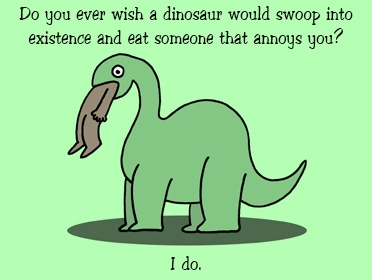 Do you ever wish a dinosaur would swoop into
existence and eat someone that annoys you?
I do.